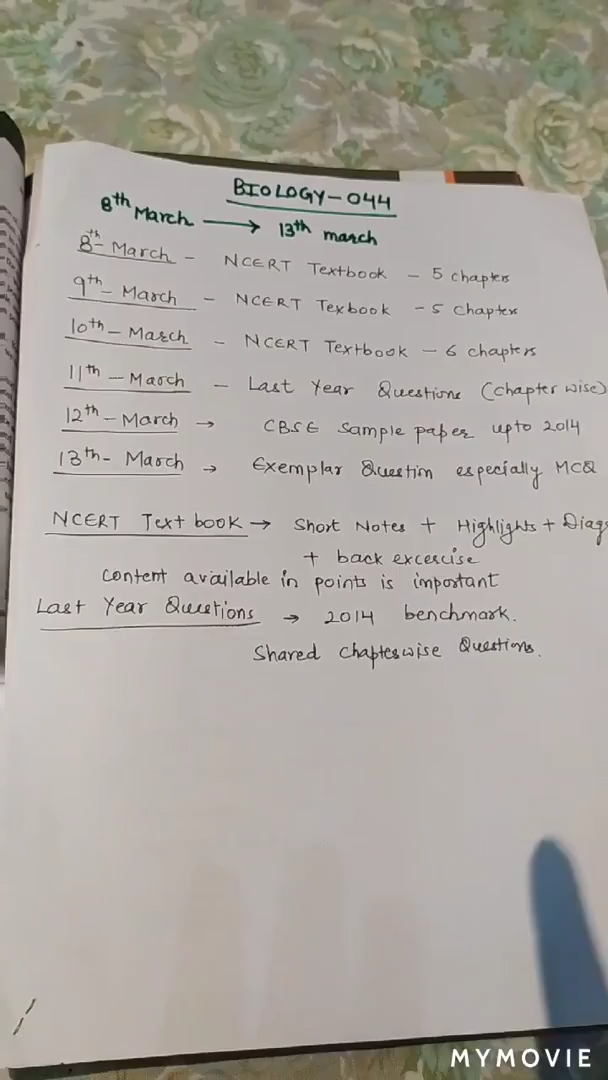 BIOLOGY-044
8th March → 13th march
8th March - NCERT Textbook - 5 chapters
9th - March - NCERT Texbook - 5 chapters
10th - March - NCERT Textbook - 6 chapters
11th - March - Last Year Questions (chapter wise)
12th - March → CBSE Sample paper upto 2014
13th - March → Exemplar Question especially MCQ
NCERT Text book → Short Notes + Highlights + Diag
+ back excercise
content available in points is important
Last Year Questions → 2014 benchmark.
Shared chapterswise Questions.
MYMOVIE